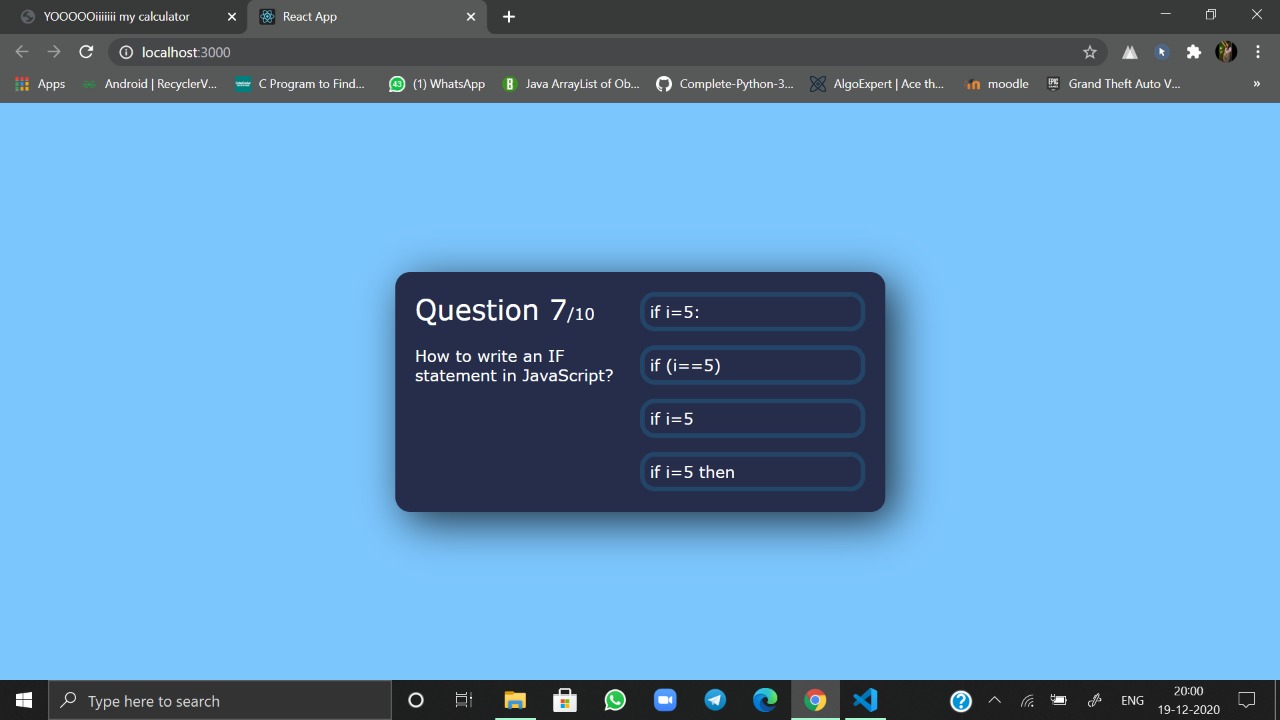 YOOOOOiiiiiii my calculator
React App
localhost:3000
Apps
Android | RecyclerV...
C Program to Find...
43
(1) WhatsApp
Java ArrayList of Ob...
Complete-Python-3...
AlgoExpert | Ace th...
moodle
Grand Theft Auto V...
»
Question 7/10
How to write an IF
statement in JavaScript?
if i=5:
if (i==5)
if i=5
if i=5 then
Type here to search
ENG
20:00
19-12-2020